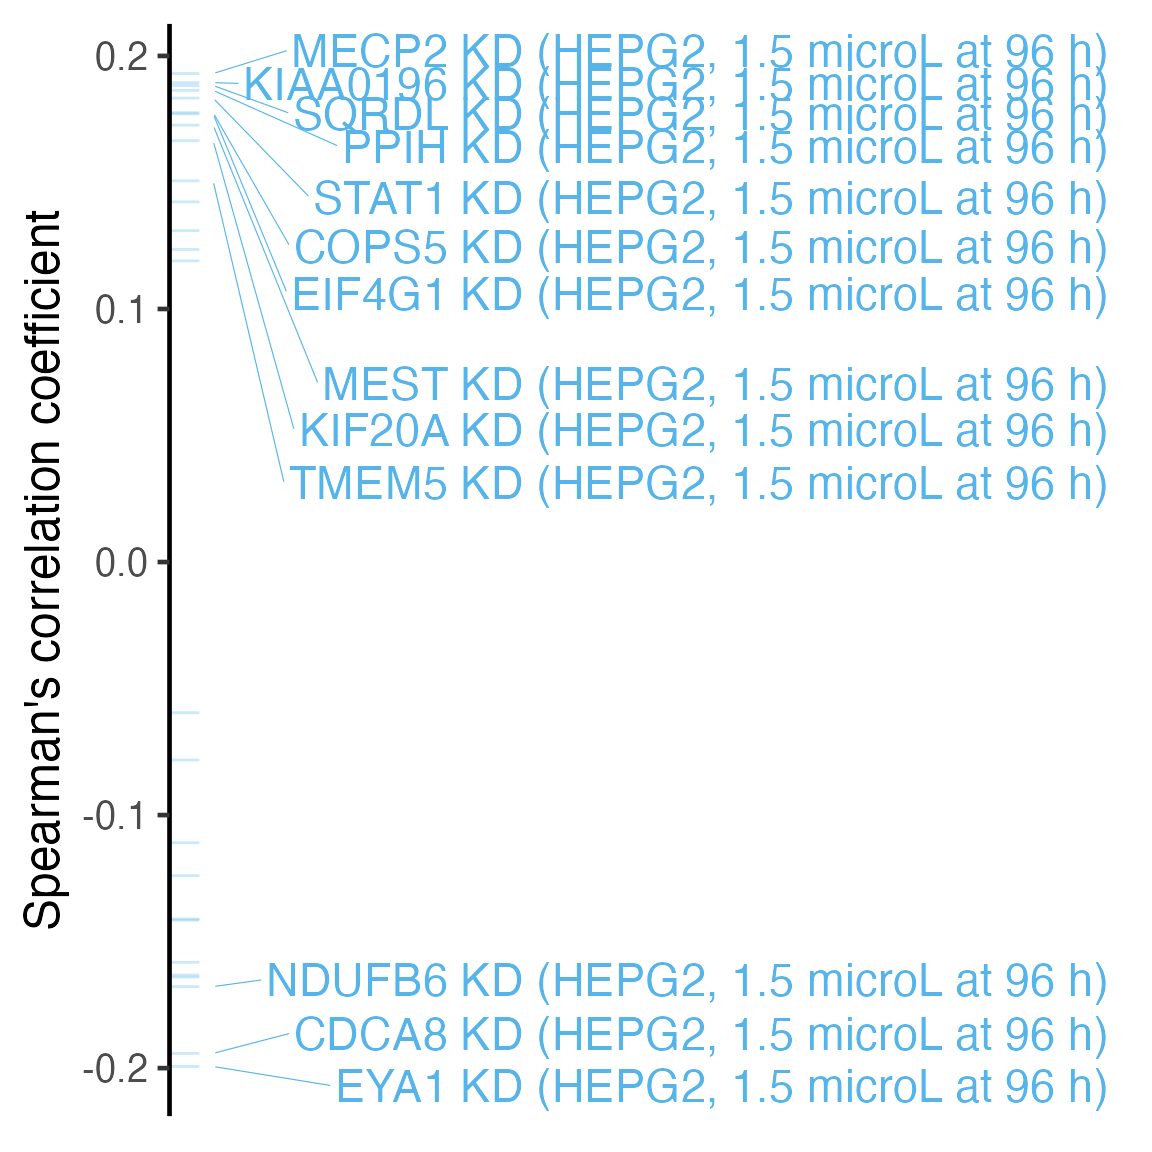 Spearman's correlation coefficient
0.2
0.1
0.0
-0.1
-0.2
MECP2 KD (HEPG2, 1.5 microL at 96 h)
KIAA0196 KD (HEPG2, 1.5 microL at 96 h)
SQRDL KD (HEPG2, 1.5 microL at 96 h)
PPIH KD (HEPG2, 1.5 microL at 96 h)
STAT1 KD (HEPG2, 1.5 microL at 96 h)
COPS5 KD (HEPG2, 1.5 microL at 96 h)
EIF4G1 KD (HEPG2, 1.5 microL at 96 h)
MEST KD (HEPG2, 1.5 microL at 96 h)
KIF20A KD (HEPG2, 1.5 microL at 96 h)
TMEM5 KD (HEPG2, 1.5 microL at 96 h)
NDUFB6 KD (HEPG2, 1.5 microL at 96 h)
CDCA8 KD (HEPG2, 1.5 microL at 96 h)
EYA1 KD (HEPG2, 1.5 microL at 96 h)